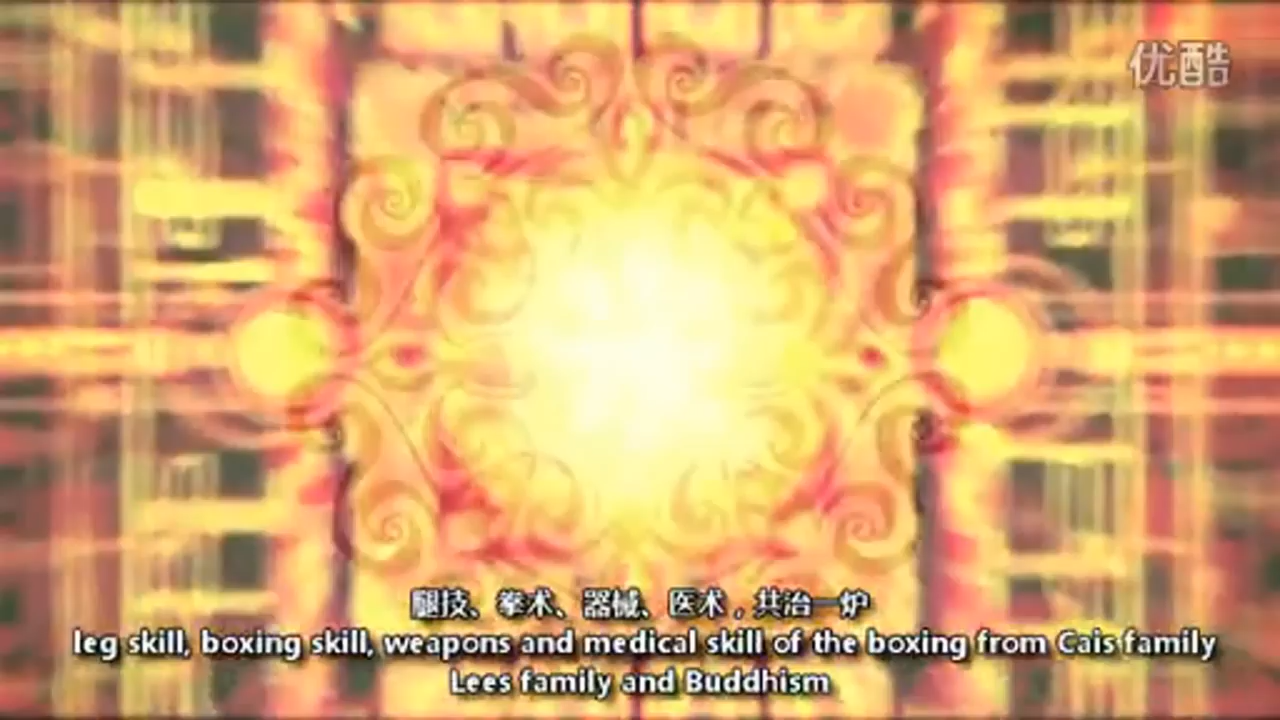 优酷
腿技、拳术、器械、医术，共治一炉
leg skill, boxing skill, weapons and medical skill of the boxing from Cais family
Lees family and Buddhism